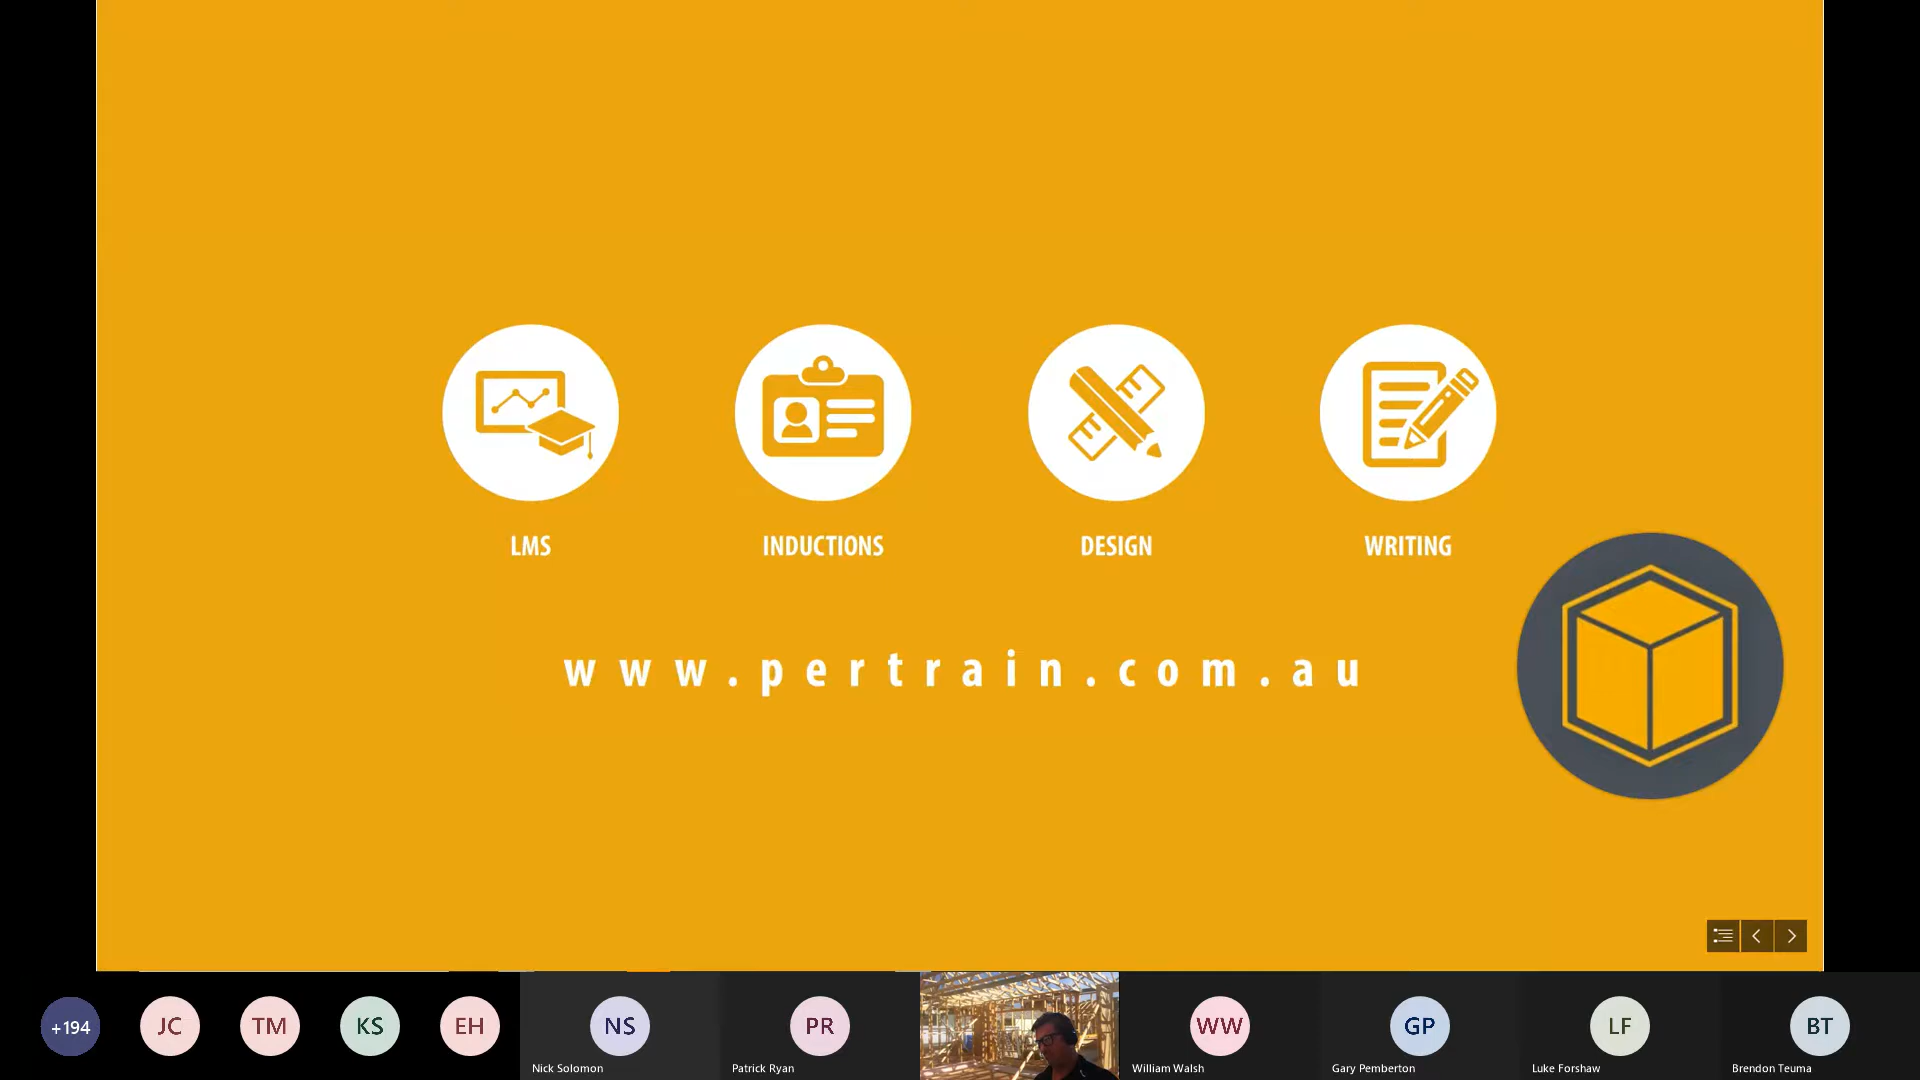 LMS
INDUCTIONS
DESIGN
WRITING
www.pertrain.com.au
+194
JC
TM
KS
EH
NS
PR
WW
GP
LF
BT
Nick Solomon
Patrick Ryan
William Walsh
Gary Pemberton
Luke Forshaw
Brendon Teuma